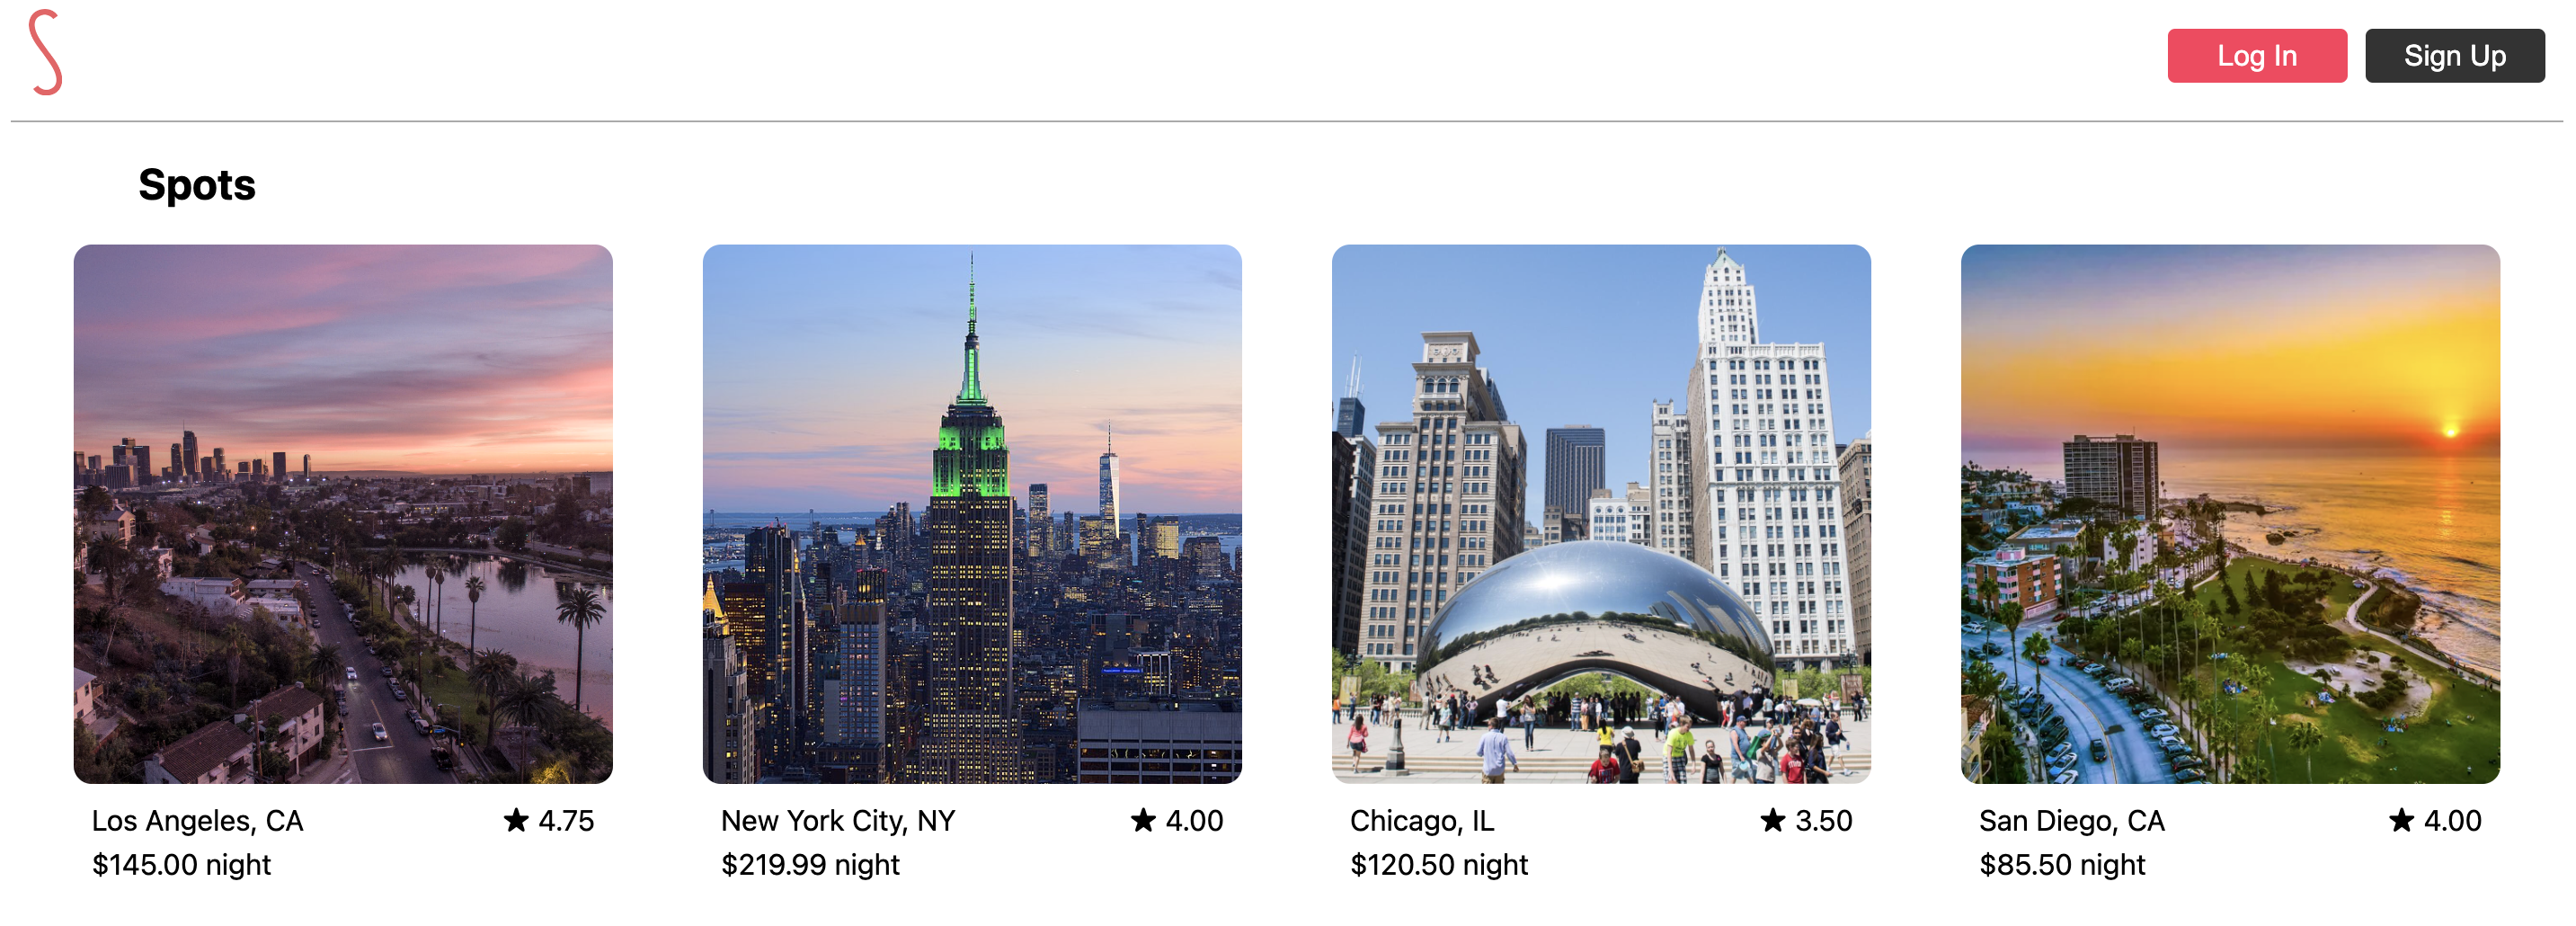 S
Log In
Sign Up
Spots
Los Angeles, CA ★ 4.75
$145.00 night
New York City, NY ★ 4.00
$219.99 night
Chicago, IL ★ 3.50
$120.50 night
San Diego, CA ★ 4.00
$85.50 night